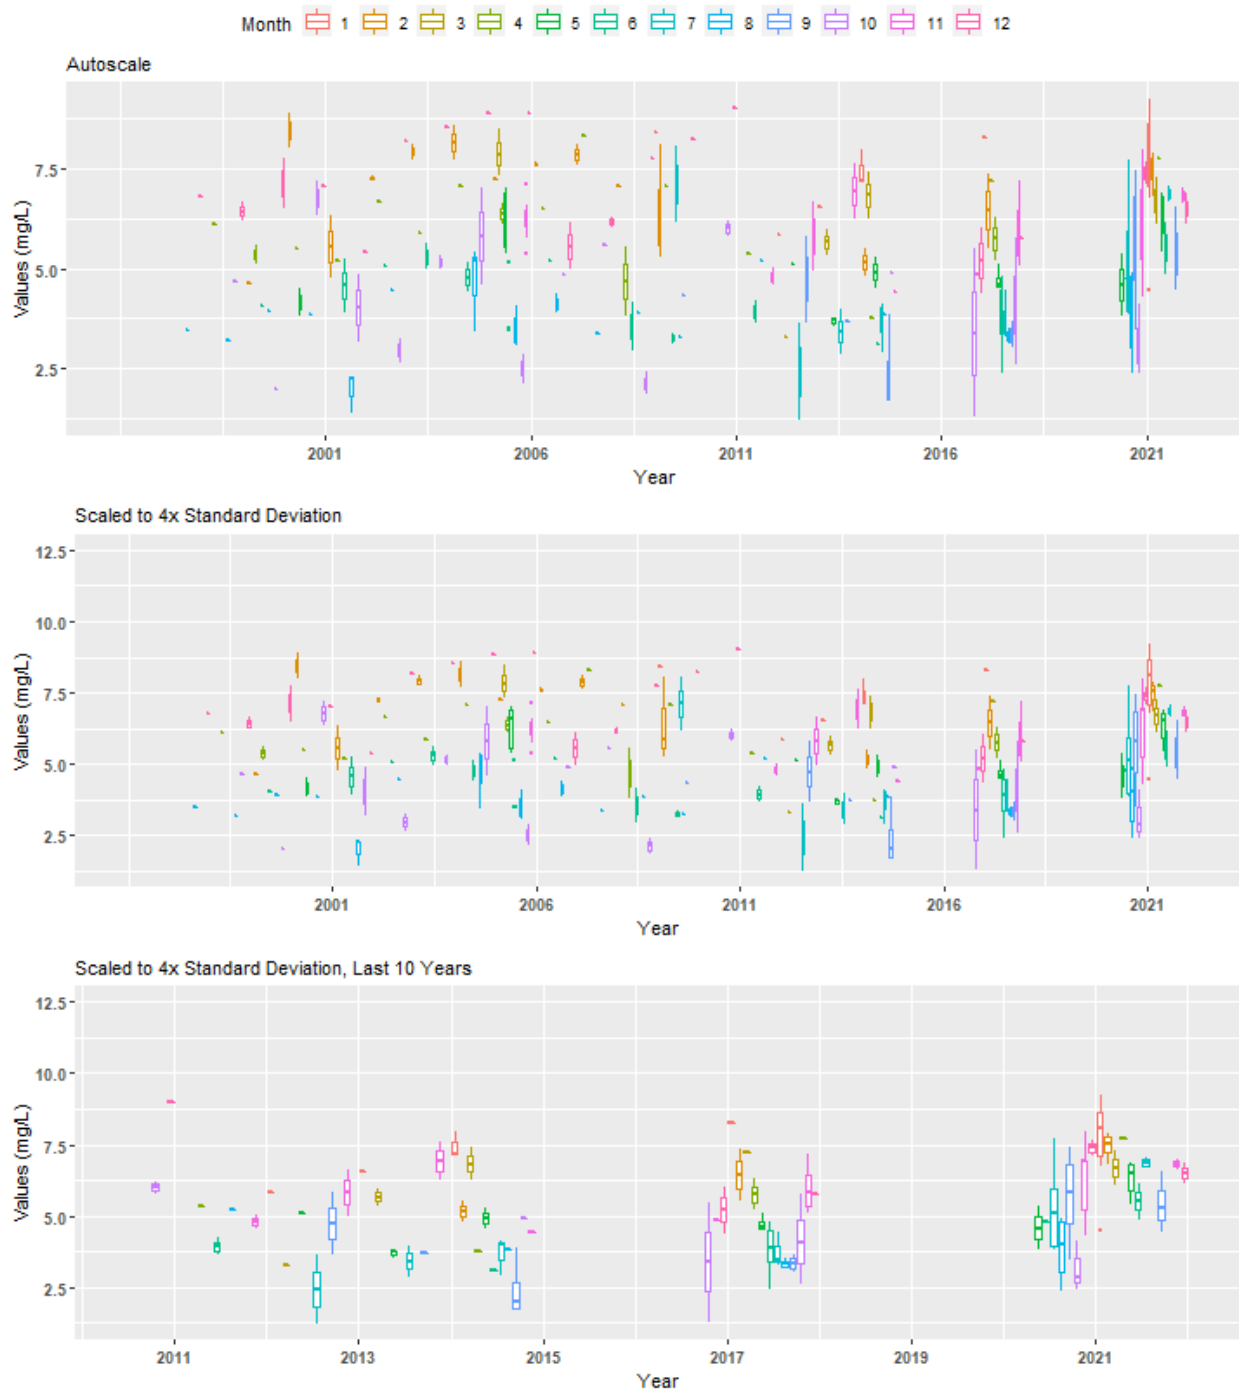 Month 1 2 3 4 5 6 7 8 9 10 11 12
Autoscale
Values (mg/L)
7.5
5.0
2.5
2001 2006 2011 2016 2021
Year
Scaled to 4x Standard Deviation
Values (mg/L)
12.5
10.0
7.5
5.0
2.5
2001 2006 2011 2016 2021
Year
Scaled to 4x Standard Deviation, Last 10 Years
Values (mg/L)
12.5
10.0
7.5
5.0
2.5
2011 2013 2015 2017 2019 2021
Year